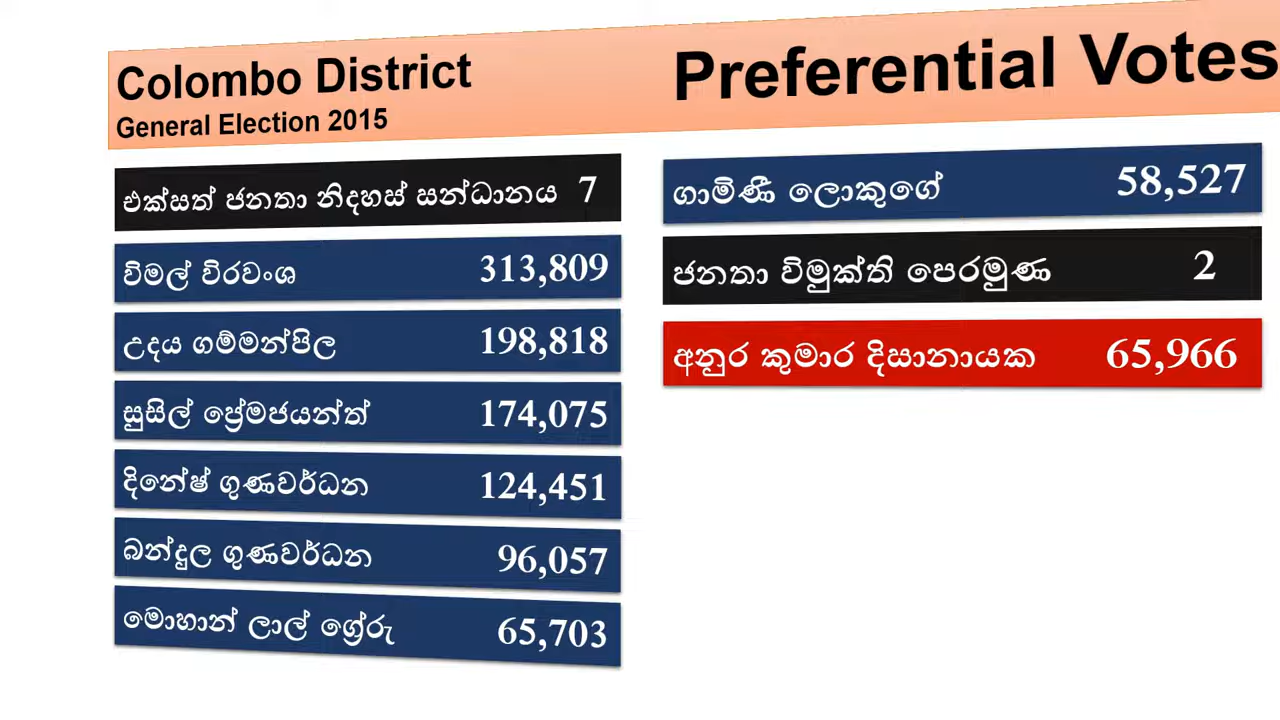 Colombo District
General Election 2015
Preferential Votes
එක්සත් ජනතා නිදහස් සන්ධානය 7
විමල් වීරවංශ 313,809
උදය ගම්මන්පිල 198,818
සුසිල් ප්‍රේමජයන්ත් 174,075
දිනේෂ් ගුණවර්ධන 124,451
බන්දුල ගුණවර්ධන 96,057
මොහාන් ලාල් ග්‍රේරු 65,703
ගාමිණී ලොකුගේ 58,527
ජනතා විමුක්ති පෙරමුණ 2
අනුර කුමාර දිසානායක 65,966